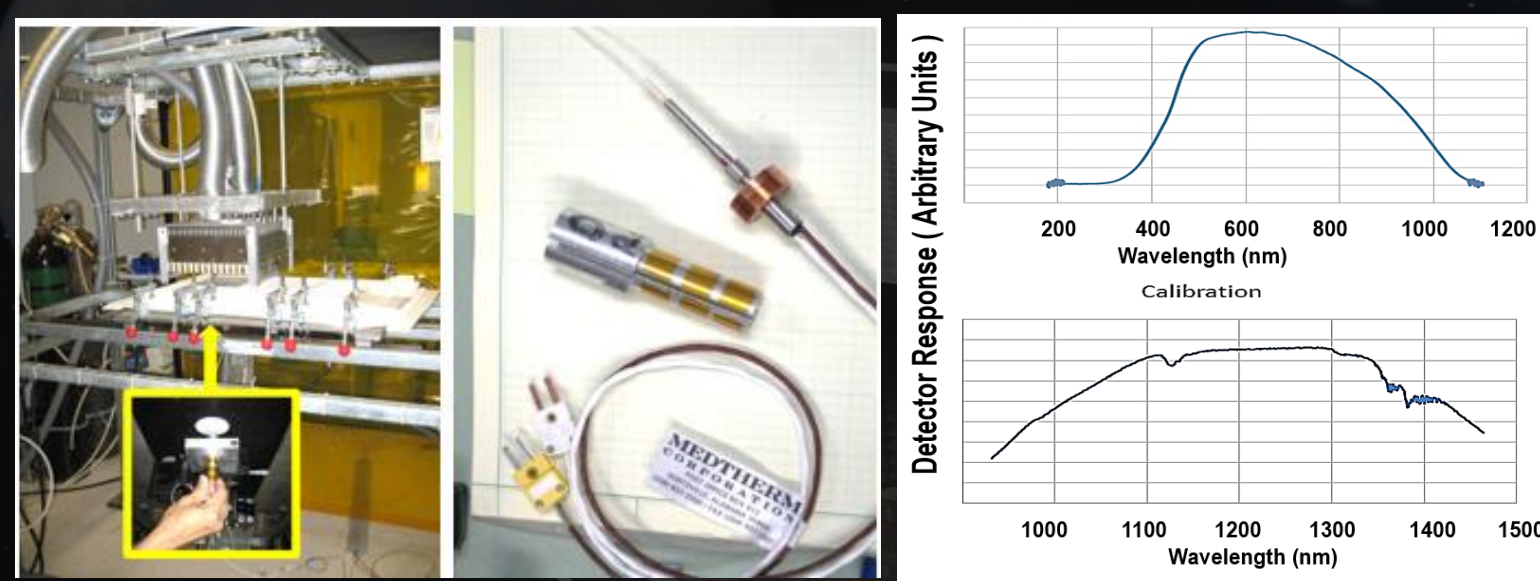 MEDTHERM
CORPORATION
Detector Response ( Arbitrary Units )
200 400 600 800 1000 1200
Wavelength (nm)
Calibration
1000 1100 1200 1300 1400 1500
Wavelength (nm)